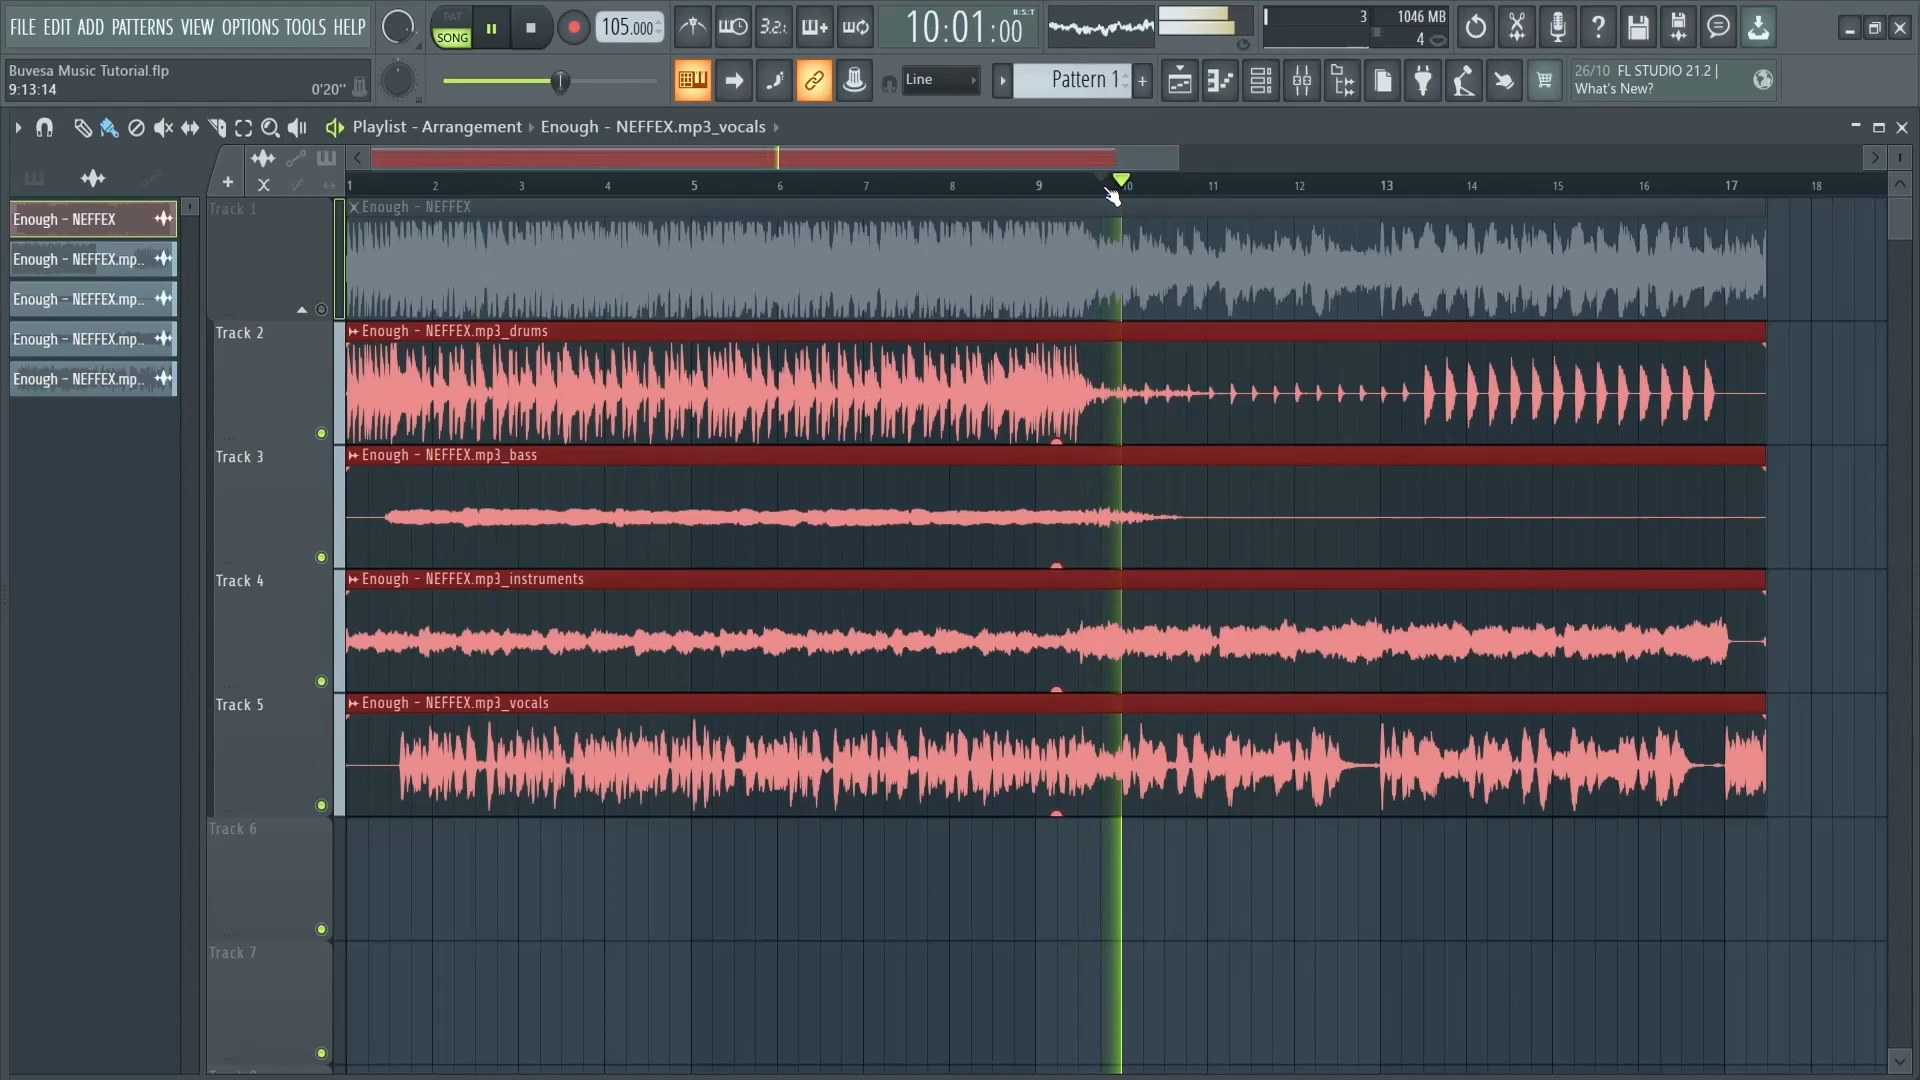 FILE EDIT ADD PATTERNS VIEW OPTIONS TOOLS HELP
PAT
SONG
105.000
3.2.
10:01:00
B:S:T
3
1046 MB
4
Buvesa Music Tutorial.flp
9:13:14
0'20''
Line
Pattern 1
+
26/10 FL STUDIO 21.2 |
What's New?
Playlist - Arrangement
Enough - NEFFEX.mp3_vocals
1 2 3 4 5 6 7 8 9 10 11 12 13 14 15 16 17 18
Enough - NEFFEX
Enough - NEFFEX.mp..
Enough - NEFFEX.mp..
Enough - NEFFEX.mp..
Enough - NEFFEX.mp..
Track 1
Enough - NEFFEX
Track 2
Enough - NEFFEX.mp3_drums
Track 3
Enough - NEFFEX.mp3_bass
Track 4
Enough - NEFFEX.mp3_instruments
Track 5
Enough - NEFFEX.mp3_vocals
Track 6
Track 7